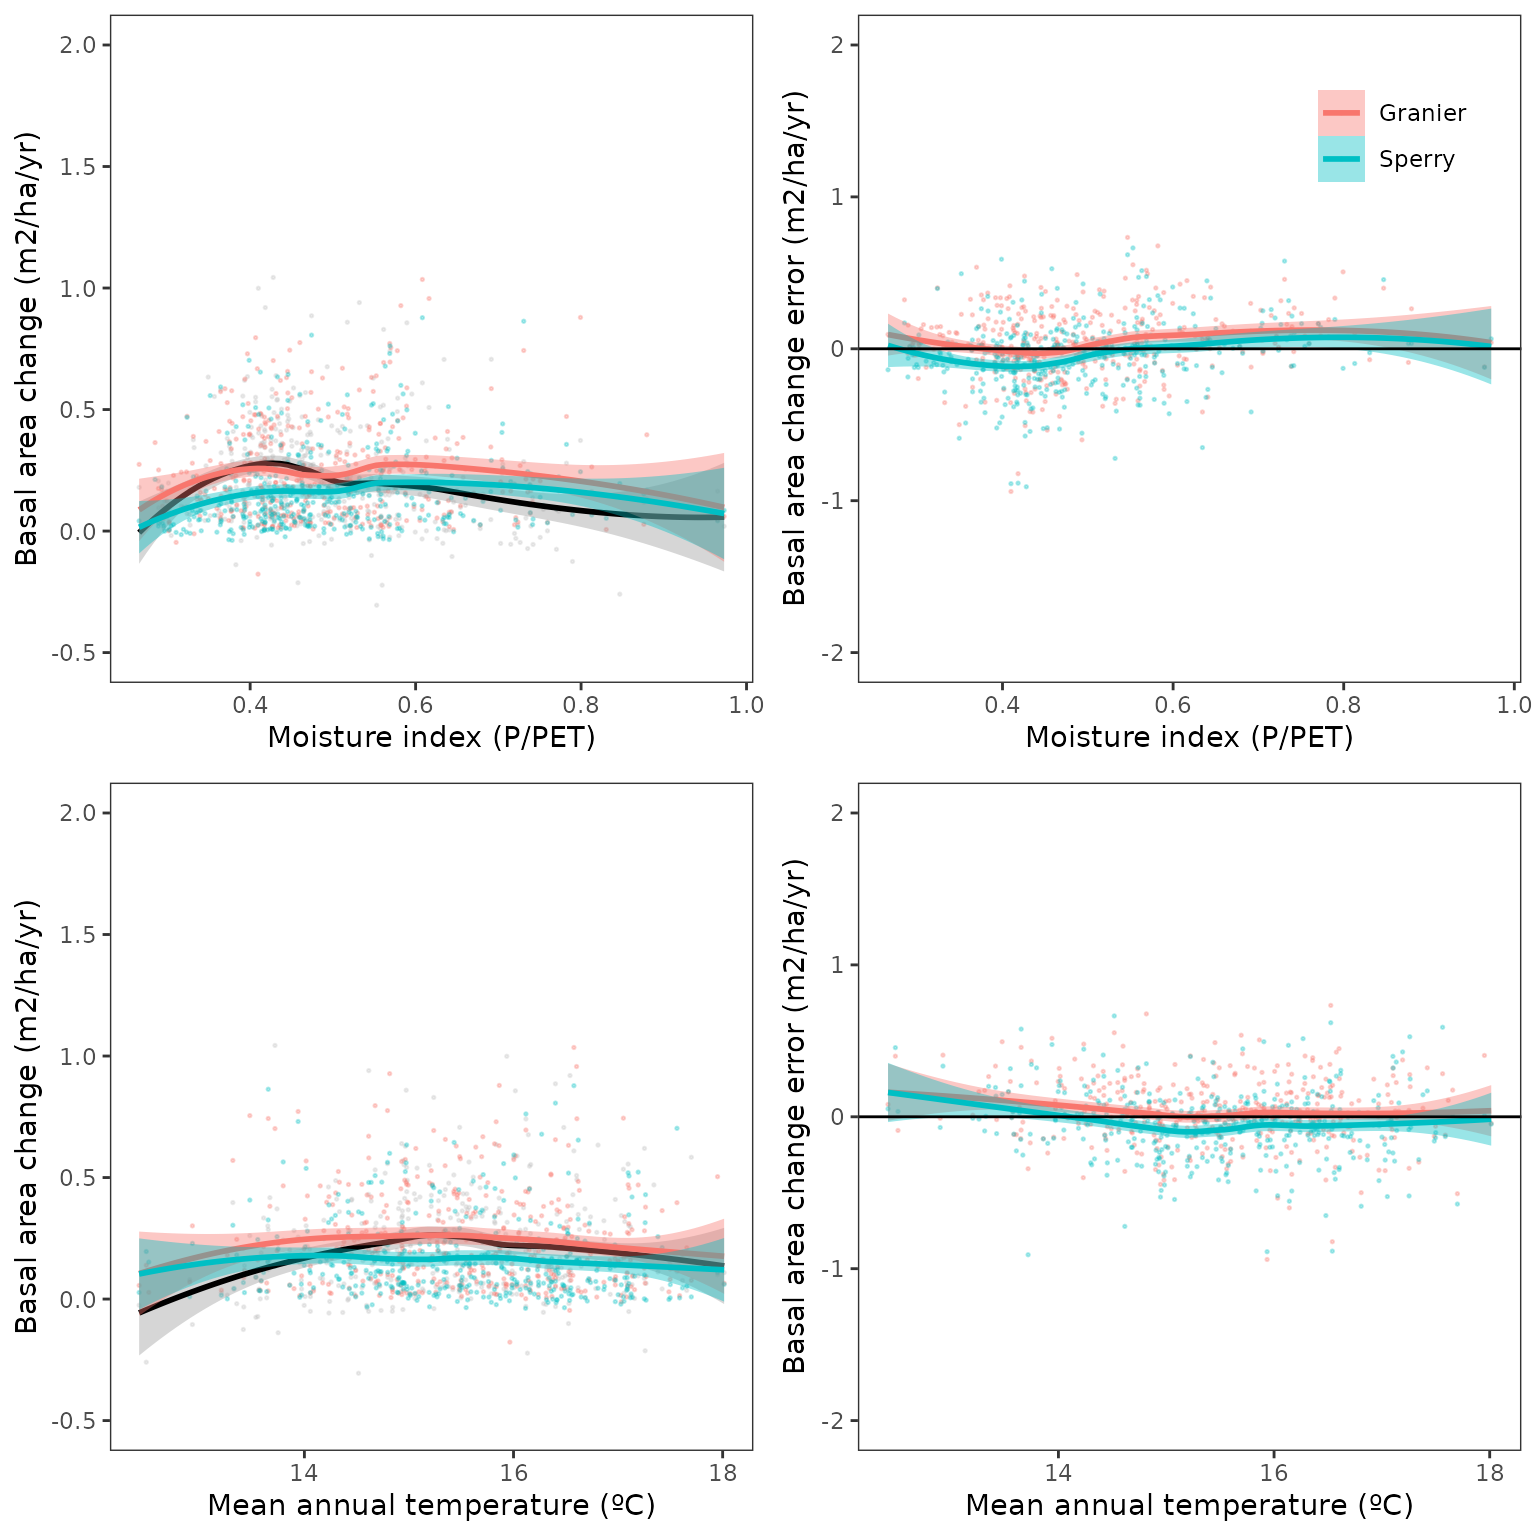 Basal area change (m2/ha/yr)
2.0
1.5
1.0
0.5
0.0
-0.5
0.4 0.6 0.8 1.0
Moisture index (P/PET)
Basal area change error (m2/ha/yr)
2
1
0
-1
-2
Granier
Sperry
0.4 0.6 0.8 1.0
Moisture index (P/PET)
Basal area change (m2/ha/yr)
2.0
1.5
1.0
0.5
0.0
-0.5
14 16 18
Mean annual temperature (ºC)
Basal area change error (m2/ha/yr)
2
1
0
-1
-2
14 16 18
Mean annual temperature (ºC)